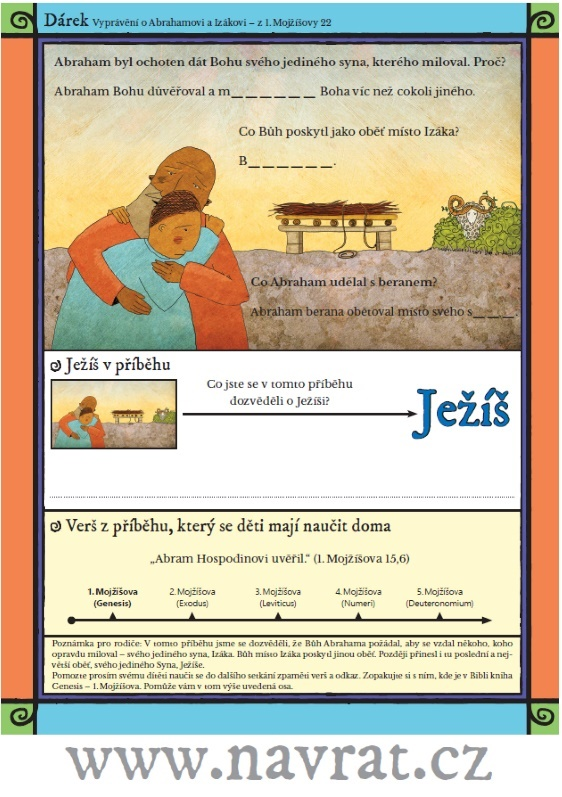 Dárek Vyprávění o Abrahamovi a Izákovi – z 1. Mojžíšovy 22
Abraham byl ochoten dát Bohu svého jediného syna, kterého miloval. Proč?
Abraham Bohu důvěřoval a m_ _ _ _ _ _ Boha víc než cokoli jiného.
Co Bůh poskytl jako oběť místo Izáka?
B_ _ _ _ _ _.
Co Abraham udělal s beranem?
Abraham berana obětoval místo svého s_ _ _.
Ježíš v příběhu
Co jste se v tomto příběhu
dozvěděli o Ježíši?
Ježíš
Verš z příběhu, který se děti mají naučit doma
„Abram Hospodinovi uvěřil.“ (1. Mojžíšova 15,6)
1. Mojžíšova 2. Mojžíšova 3. Mojžíšova 4. Mojžíšova 5. Mojžíšova
(Genesis) (Exodus) (Leviticus) (Numeri) (Deuteronomium)
Poznámka pro rodiče: V tomto příběhu jsme se dozvěděli, že Bůh Abrahama požádal, aby se vzdal někoho, koho
opravdu miloval – svého jediného syna, Izáka. Bůh místo Izáka poskytl jinou oběť. Později přinesl i tu poslední a nej-
větší oběť, svého jediného Syna, Ježíše.
Pomozte prosím svému dítěti naučit se do dalšího setkání zpaměti verš a odkaz. Zopakujte si s ním, kde je v Bibli kniha
Genesis – 1. Mojžíšova. Pomůže vám v tom výše uvedená osa.
www.navrat.cz